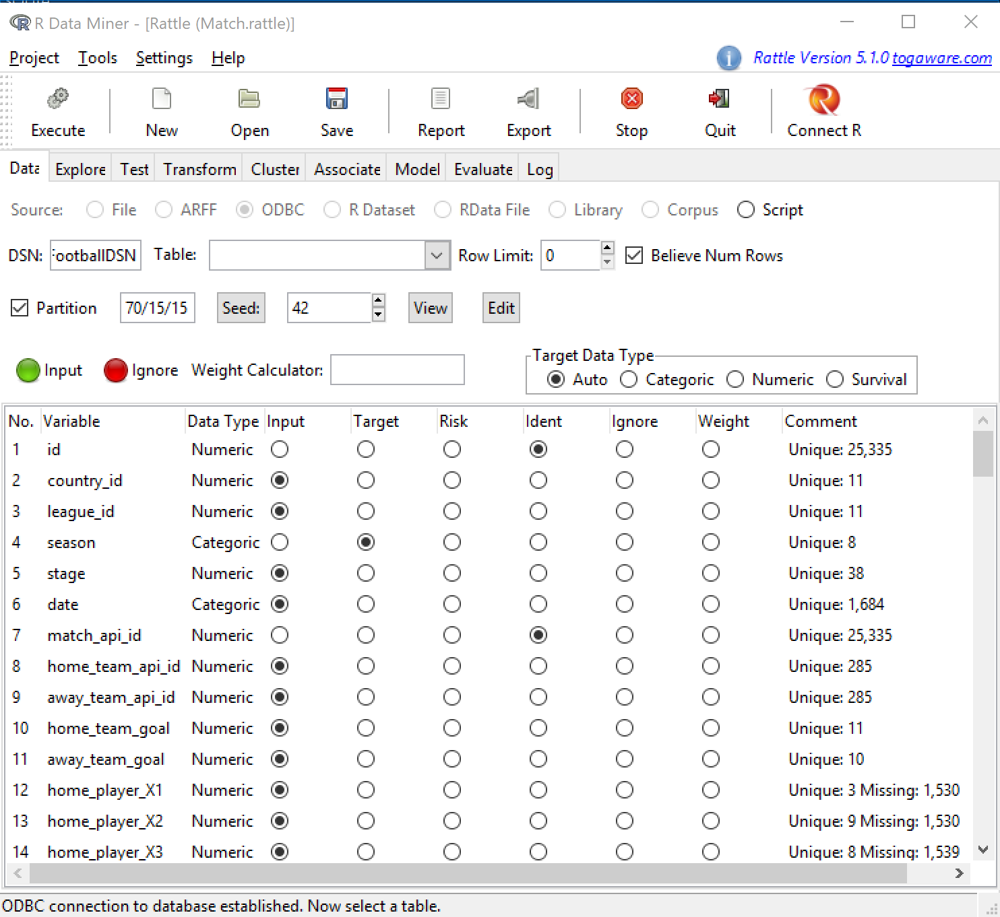 R Data Miner - [Rattle (Match.rattle)]
Project Tools Settings Help Rattle Version 5.1.0 togaware.com
Execute New Open Save Report Export Stop Quit Connect R
Data Explore Test Transform Cluster Associate Model Evaluate Log
Source: File ARFF ODBC R Dataset RData File Library Corpus Script
DSN: FootballDSN Table: Row Limit: 0 Believe Num Rows
Partition 70/15/15 Seed: 42 View Edit
Target Data Type
Input Ignore Weight Calculator: Auto Categoric Numeric Survival
No. Variable Data Type Input Target Risk Ident Ignore Weight Comment
1 id Numeric Unique: 25,335
2 country_id Numeric Unique: 11
3 league_id Numeric Unique: 11
4 season Categoric Unique: 8
5 stage Numeric Unique: 38
6 date Categoric Unique: 1,684
7 match_api_id Numeric Unique: 25,335
8 home_team_api_id Numeric Unique: 285
9 away_team_api_id Numeric Unique: 285
10 home_team_goal Numeric Unique: 11
11 away_team_goal Numeric Unique: 10
12 home_player_X1 Numeric Unique: 3 Missing: 1,530
13 home_player_X2 Numeric Unique: 9 Missing: 1,530
14 home_player_X3 Numeric Unique: 8 Missing: 1,539
ODBC connection to database established. Now select a table.